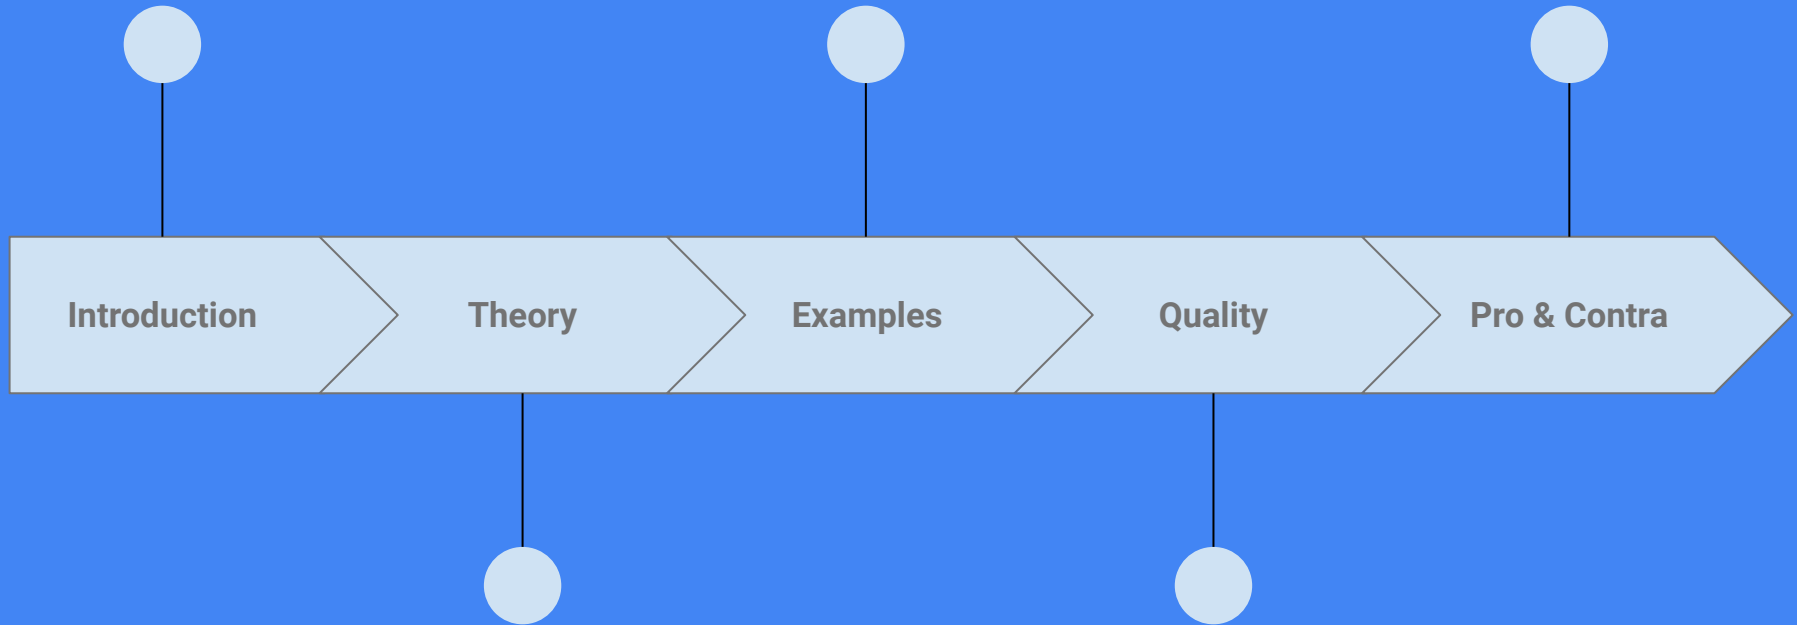 Introduction
Theory
Examples
Quality
Pro & Contra